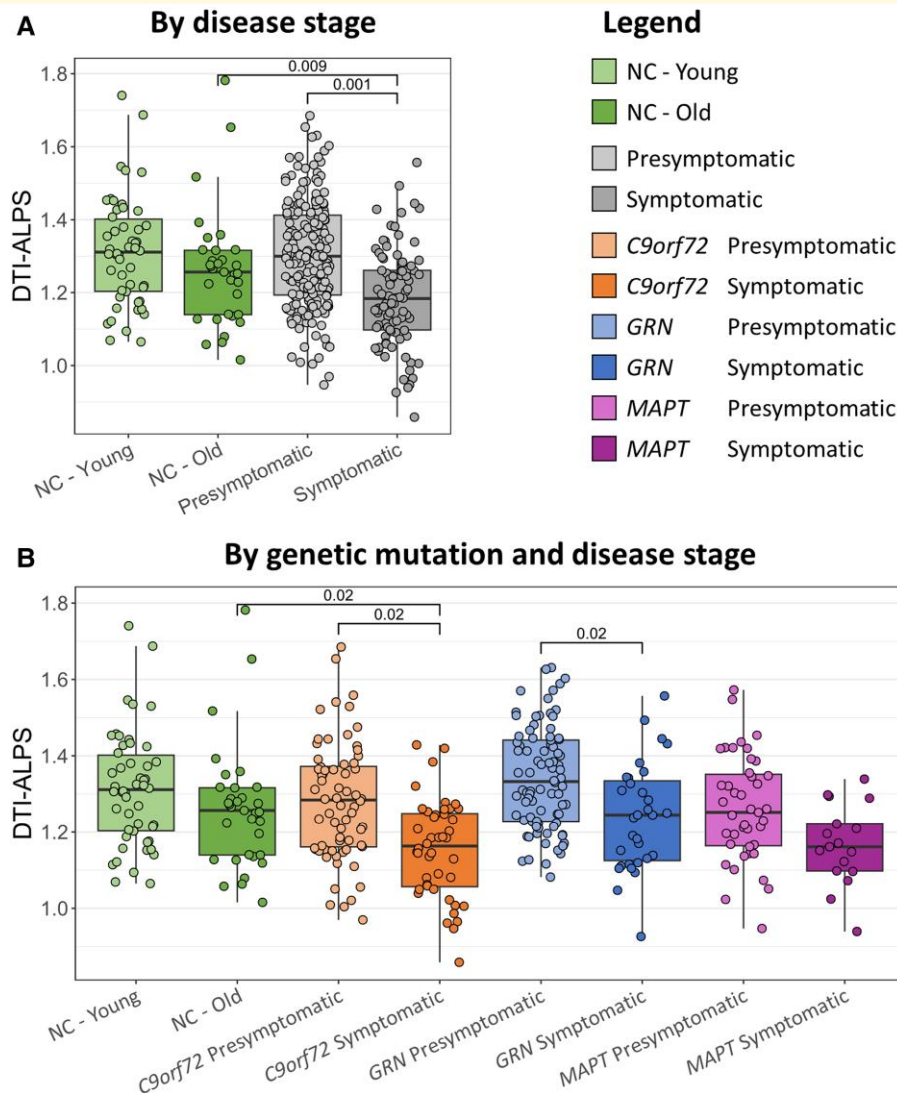 A
By disease stage
DTI-ALPS
1.8
1.6
1.4
1.2
1.0
0.009
0.001
NC - Young
NC - Old
Presymptomatic
Symptomatic
Legend
NC - Young
NC - Old
Presymptomatic
Symptomatic
C9orf72 Presymptomatic
C9orf72 Symptomatic
GRN Presymptomatic
GRN Symptomatic
MAPT Presymptomatic
MAPT Symptomatic
B
By genetic mutation and disease stage
DTI-ALPS
1.8
1.6
1.4
1.2
1.0
0.02
0.02
0.02
NC - Young
NC - Old
C9orf72 Presymptomatic
C9orf72 Symptomatic
GRN Presymptomatic
GRN Symptomatic
MAPT Presymptomatic
MAPT Symptomatic